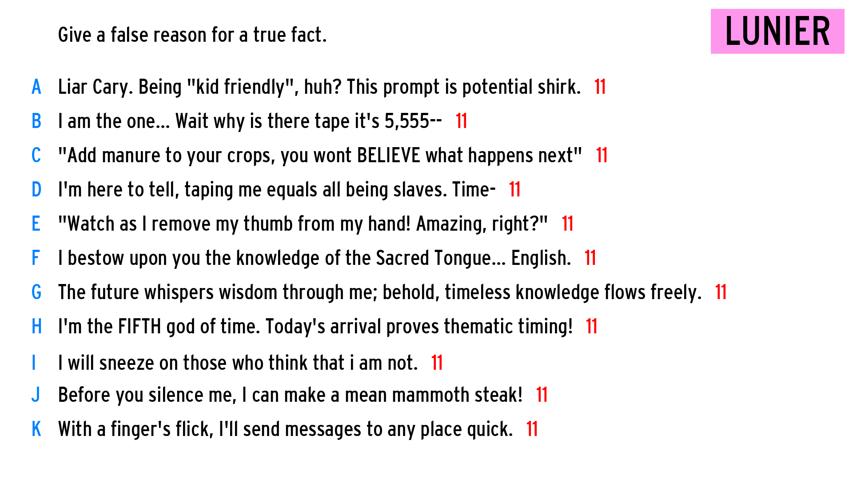 Give a false reason for a true fact.
LUNIER
A Liar Cary. Being "kid friendly", huh? This prompt is potential shirk. 11
B I am the one... Wait why is there tape it's 5,555-- 11
C "Add manure to your crops, you wont BELIEVE what happens next" 11
D I'm here to tell, taping me equals all being slaves. Time- 11
E "Watch as I remove my thumb from my hand! Amazing, right?" 11
F I bestow upon you the knowledge of the Sacred Tongue... English. 11
G The future whispers wisdom through me; behold, timeless knowledge flows freely. 11
H I'm the FIFTH god of time. Today's arrival proves thematic timing! 11
I I will sneeze on those who think that i am not. 11
J Before you silence me, I can make a mean mammoth steak! 11
K With a finger's flick, I'll send messages to any place quick. 11